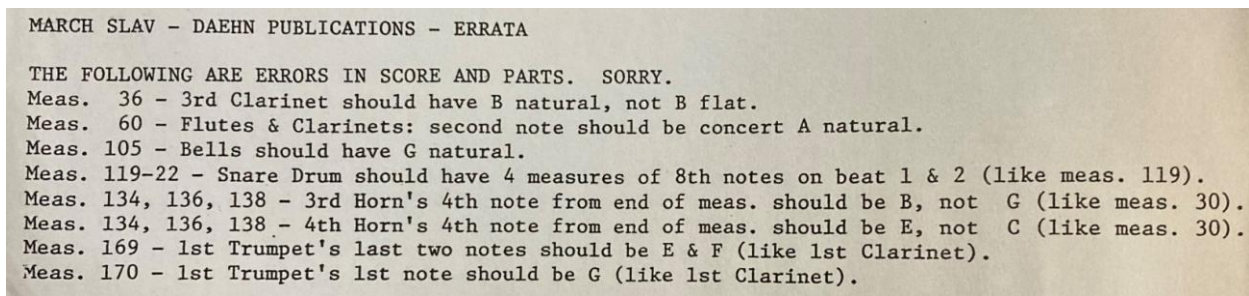 MARCH SLAV - DAEHN PUBLICATIONS - ERRATA
THE FOLLOWING ARE ERRORS IN SCORE AND PARTS. SORRY.
Meas. 36 - 3rd Clarinet should have B natural, not B flat.
Meas. 60 - Flutes & Clarinets: second note should be concert A natural.
Meas. 105 - Bells should have G natural.
Meas. 119-22 - Snare Drum should have 4 measures of 8th notes on beat 1 & 2 (like meas. 119).
Meas. 134, 136, 138 - 3rd Horn's 4th note from end of meas. should be B, not G (like meas. 30).
Meas. 134, 136, 138 - 4th Horn's 4th note from end of meas. should be E, not C (like meas. 30).
Meas. 169 - 1st Trumpet's last two notes should be E & F (like 1st Clarinet).
Meas. 170 - 1st Trumpet's 1st note should be G (like 1st Clarinet).